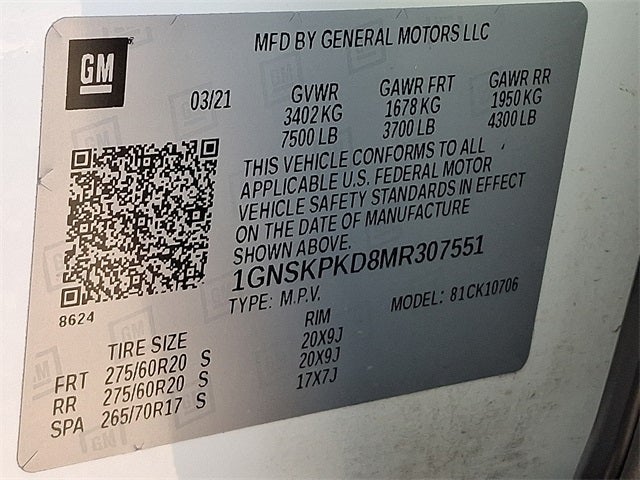 GM
MFD BY GENERAL MOTORS LLC
03/21 GVWR GAWR FRT GAWR RR
3402 KG 1678 KG 1950 KG
7500 LB 3700 LB 4300 LB
THIS VEHICLE CONFORMS TO ALL
APPLICABLE U.S. FEDERAL MOTOR
VEHICLE SAFETY STANDARDS IN EFFECT
ON THE DATE OF MANUFACTURE
SHOWN ABOVE.
1GNSKPKD8MR307551
TYPE: M.P.V. MODEL: 81CK10706
8624
TIRE SIZE RIM
FRT 275/60R20 S 20X9J
RR 275/60R20 S 20X9J
SPA 265/70R17 S 17X7J